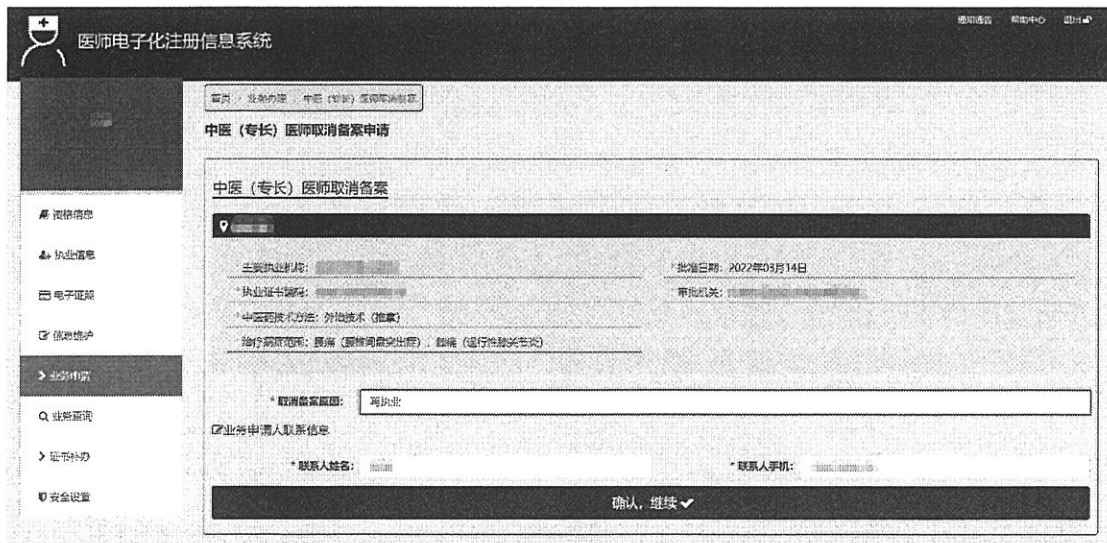 通知通告 帮助中心 退出
医师电子化注册信息系统
首页 业务办理 中医（专长）医师取消备案
中医（专长）医师取消备案申请
中医（专长）医师取消备案
资格信息
执业信息
电子证照
信息维护
业务申请
业务查询
证书补办
安全设置
主要执业机构：
*批准日期：2022年03月14日
*执业证书编码：
*审批机关：
*中医药技术方法：外治技术（推拿）
*治疗病症范围：腰痛（腰椎间盘突出症）、膝痛（退行性膝关节炎）
*取消备案原因：
业务申请人联系信息
*联系人姓名：
*联系人手机：
确认，继续✔